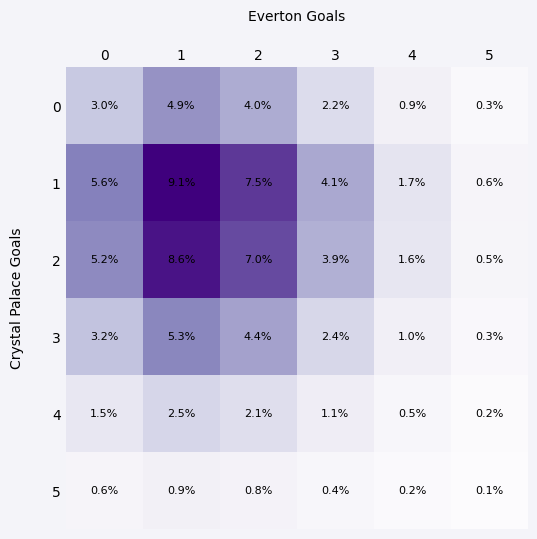 Everton Goals
0 1 2 3 4 5
0 3.0% 4.9% 4.0% 2.2% 0.9% 0.3%
1 5.6% 9.1% 7.5% 4.1% 1.7% 0.6%
2 5.2% 8.6% 7.0% 3.9% 1.6% 0.5%
3 3.2% 5.3% 4.4% 2.4% 1.0% 0.3%
4 1.5% 2.5% 2.1% 1.1% 0.5% 0.2%
5 0.6% 0.9% 0.8% 0.4% 0.2% 0.1%
Crystal Palace Goals